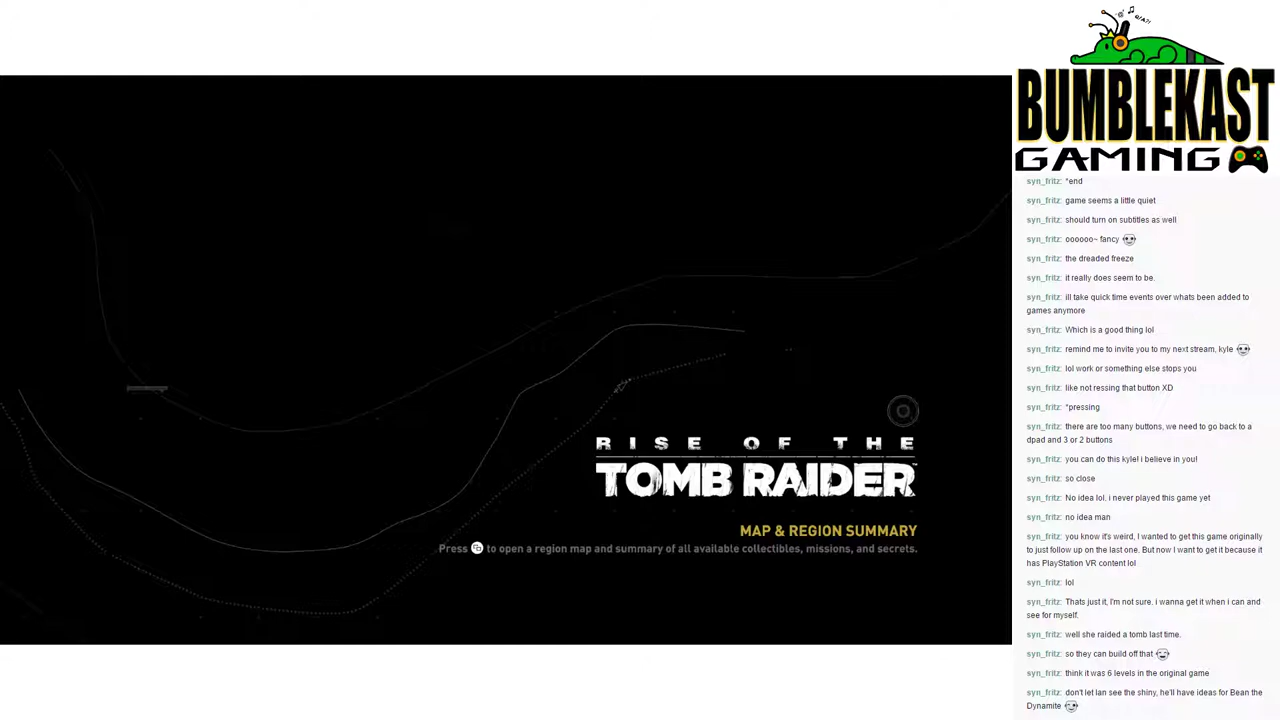 BUMBLEKAST
GAMING
syn_fritz: *end
syn_fritz: game seems a little quiet
syn_fritz: should turn on subtitles as well
syn_fritz: oooooo~ fancy
syn_fritz: the dreaded freeze
syn_fritz: it really does seem to be.
syn_fritz: ill take quick time events over whats been added to
games anymore
syn_fritz: Which is a good thing lol
syn_fritz: remind me to invite you to my next stream, kyle
syn_fritz: lol work or something else stops you
syn_fritz: like not ressing that button XD
syn_fritz: *pressing
syn_fritz: there are too many buttons, we need to go back to a
dpad and 3 or 2 buttons
syn_fritz: you can do this kyle! i believe in you!
syn_fritz: so close
syn_fritz: No idea lol. i never played this game yet
syn_fritz: no idea man
syn_fritz: you know it's weird, I wanted to get this game originally
to just follow up on the last one. But now I want to get it because it
has PlayStation VR content lol
syn_fritz: lol
syn_fritz: Thats just it, I'm not sure. i wanna get it when i can and
see for myself.
syn_fritz: well she raided a tomb last time.
syn_fritz: so they can build off that
syn_fritz: think it was 6 levels in the original game
syn_fritz: don't let Ian see the shiny, he'll have ideas for Bean the
Dynamite
RISE OF THE
TOMB RAIDER
MAP & REGION SUMMARY
Press to open a region map and summary of all available collectibles, missions, and secrets.